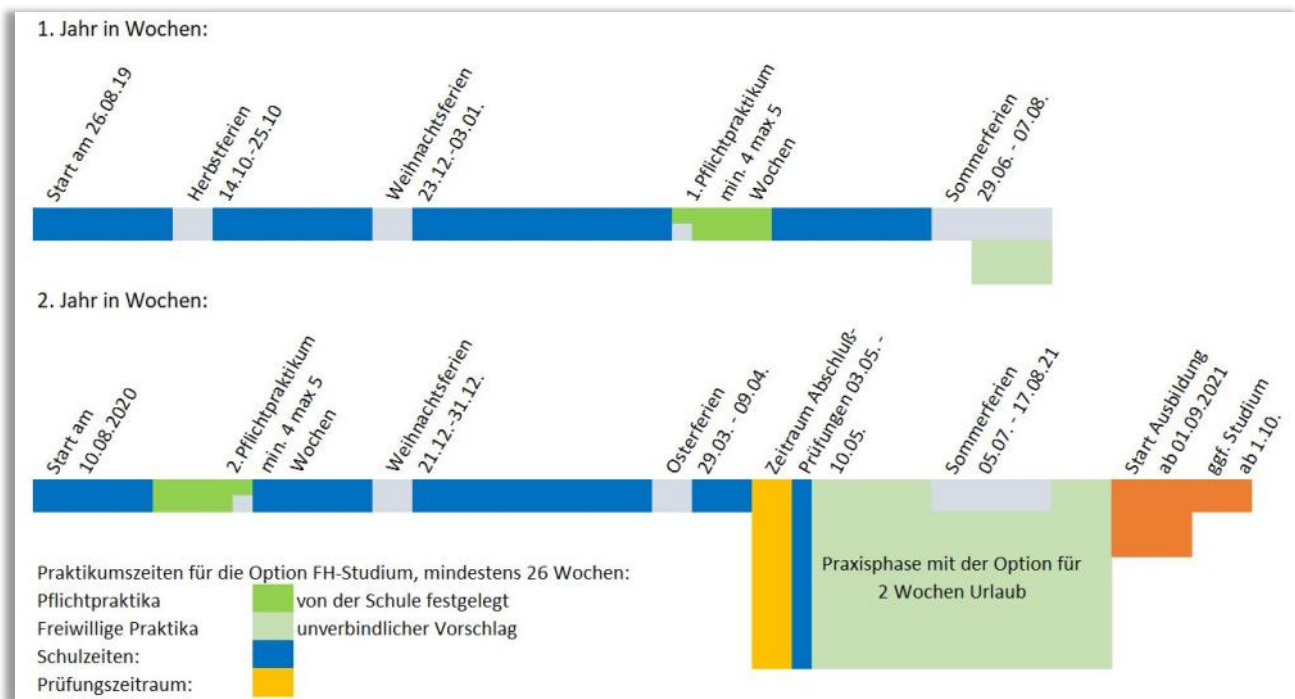 1. Jahr in Wochen:
Start am 26.08.19
Herbstferien
14.10.-25.10
Weihnachtsferien
23.12.-03.01.
1.Pflichtpraktikum
min. 4 max 5
Wochen
Sommerferien
29.06. - 07.08.
2. Jahr in Wochen:
Start am
10.08.2020
2.Pflichtpraktikum
min. 4 max 5
Wochen
Weihnachtsferien
21.12.-31.12.
Osterferien
29.03. - 09.04.
Zeitraum Abschluß-
Prüfungen 03.05. -
10.05.
Sommerferien
05.07. - 17.08.21
Start Ausbildung
ab 01.09.2021
ggf. Studium
ab 1.10.
Praxisphase mit der Option für
2 Wochen Urlaub
Praktikumszeiten für die Option FH-Studium, mindestens 26 Wochen:
Pflichtpraktika von der Schule festgelegt
Freiwillige Praktika unverbindlicher Vorschlag
Schulzeiten:
Prüfungszeitraum: